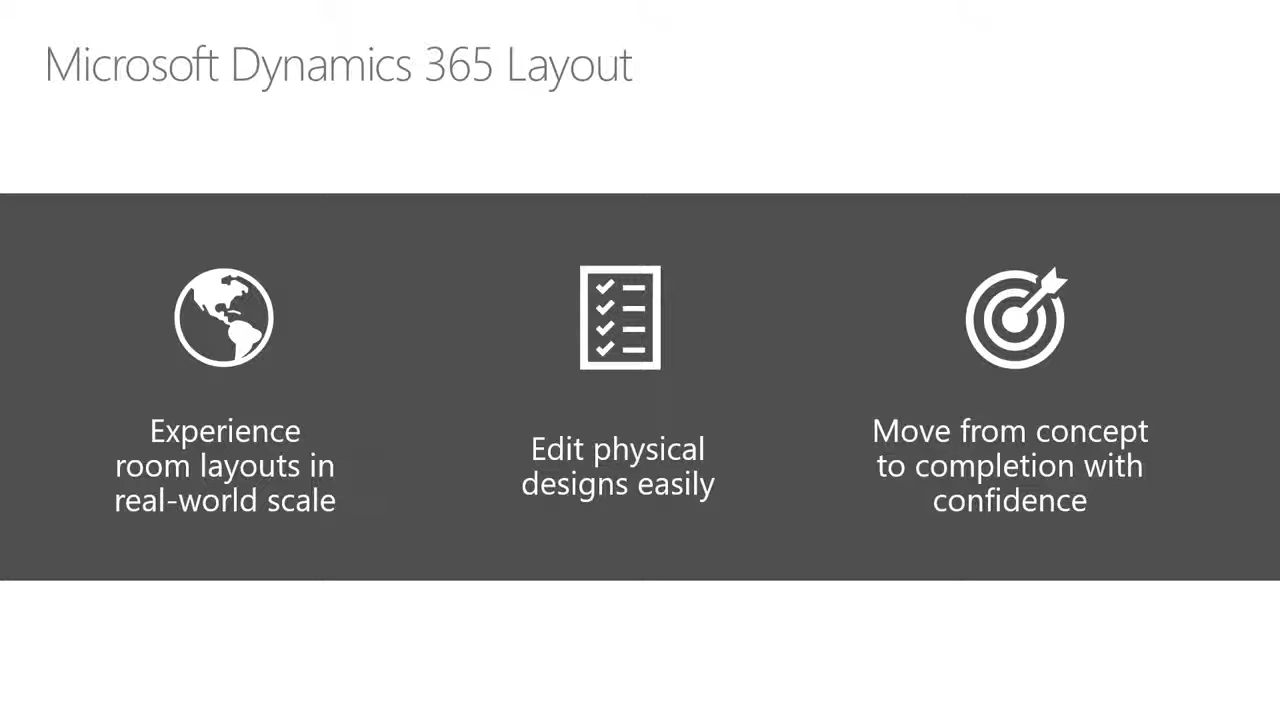 Microsoft Dynamics 365 Layout
Experience
room layouts in
real-world scale
Edit physical
designs easily
Move from concept
to completion with
confidence